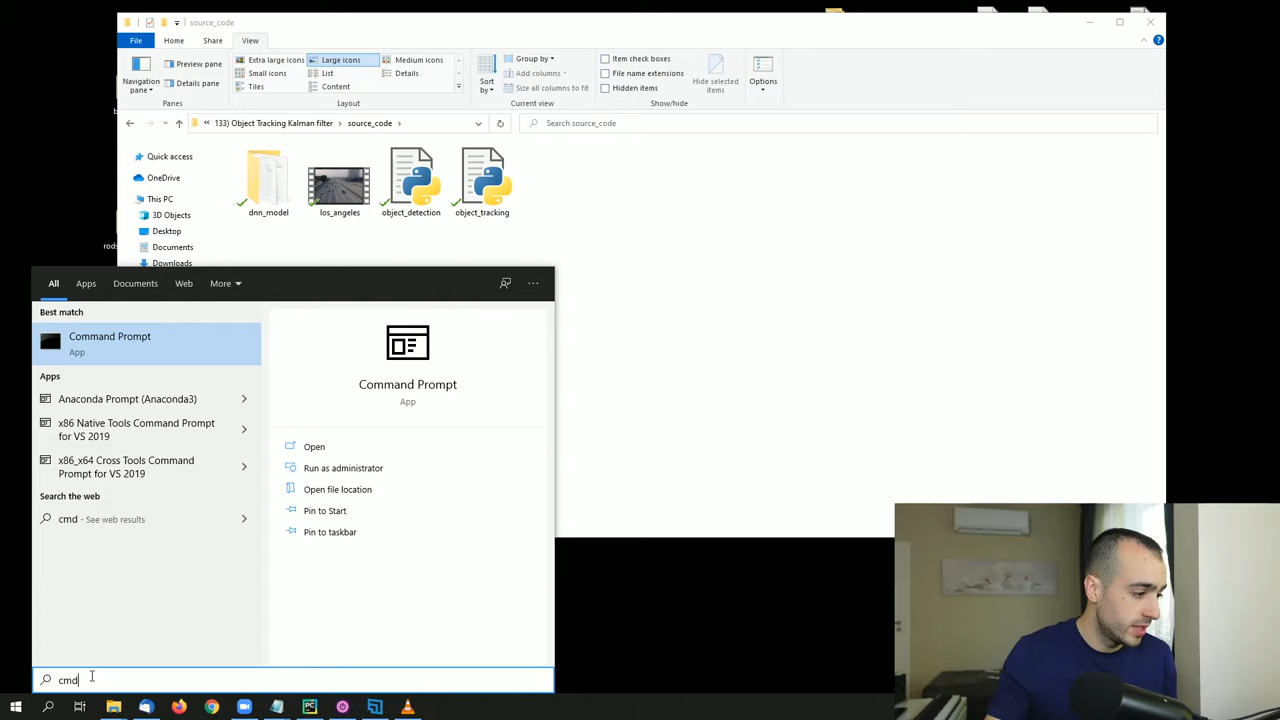 source_code
File
Home
Share
View
Navigation
pane
Preview pane
Details pane
Panes
Extra large icons
Large icons
Medium icons
Small icons
List
Details
Tiles
Content
Layout
Sort
by
Group by
Add columns
Size all columns to fit
Current view
Item check boxes
File name extensions
Hidden items
Hide selected
items
Show/hide
Options
133) Object Tracking Kalman filter
source_code
Search source_code
Quick access
OneDrive
This PC
3D Objects
Desktop
Documents
Downloads
dnn_model
los_angeles
object_detection
object_tracking
rods
All
Apps
Documents
Web
More
Best match
Command Prompt
App
Apps
Anaconda Prompt (Anaconda3)
x86 Native Tools Command Prompt
for VS 2019
x86_x64 Cross Tools Command
Prompt for VS 2019
Search the web
cmd - See web results
Command Prompt
App
Open
Run as administrator
Open file location
Pin to Start
Pin to taskbar
cmd